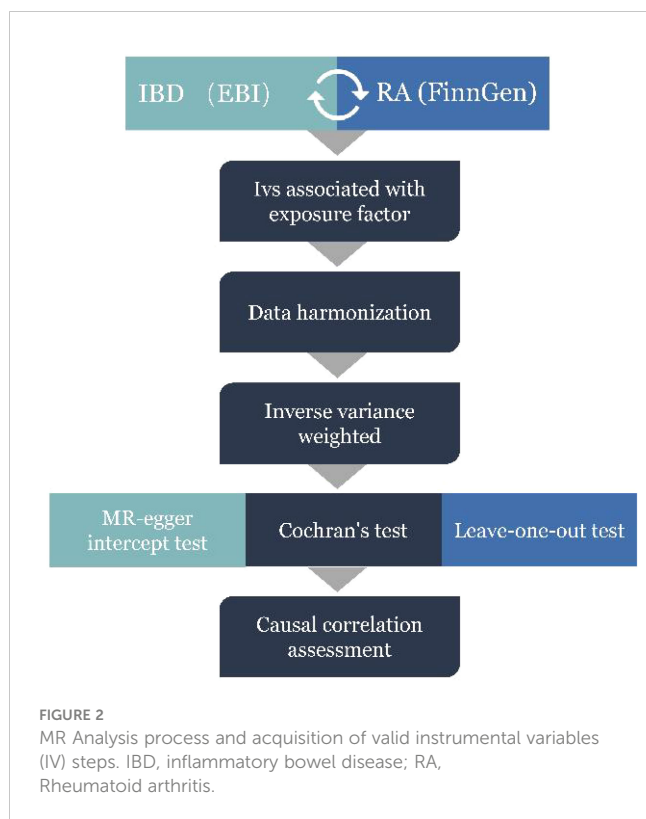 IBD (EBI) RA (FinnGen)
Ivs associated with
exposure factor
Data harmonization
Inverse variance
weighted
MR-egger
intercept test
Cochran's test
Leave-one-out test
Causal correlation
assessment
FIGURE 2
MR Analysis process and acquisition of valid instrumental variables
(IV) steps. IBD, inflammatory bowel disease; RA,
Rheumatoid arthritis.